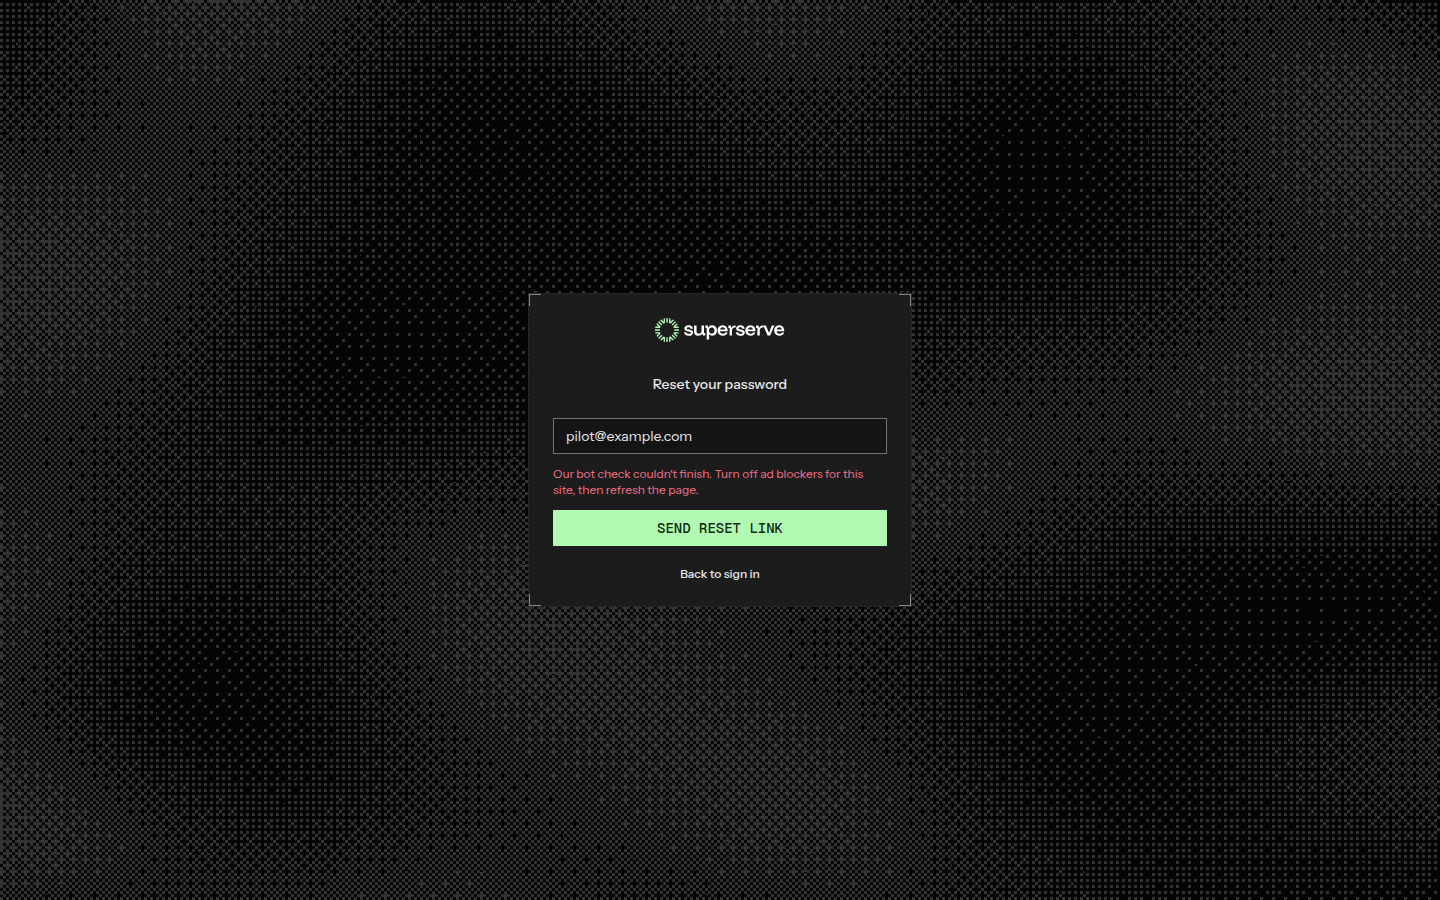 superserve
Reset your password
pilot@example.com
Our bot check couldn't finish. Turn off ad blockers for this
site, then refresh the page.
SEND RESET LINK
Back to sign in